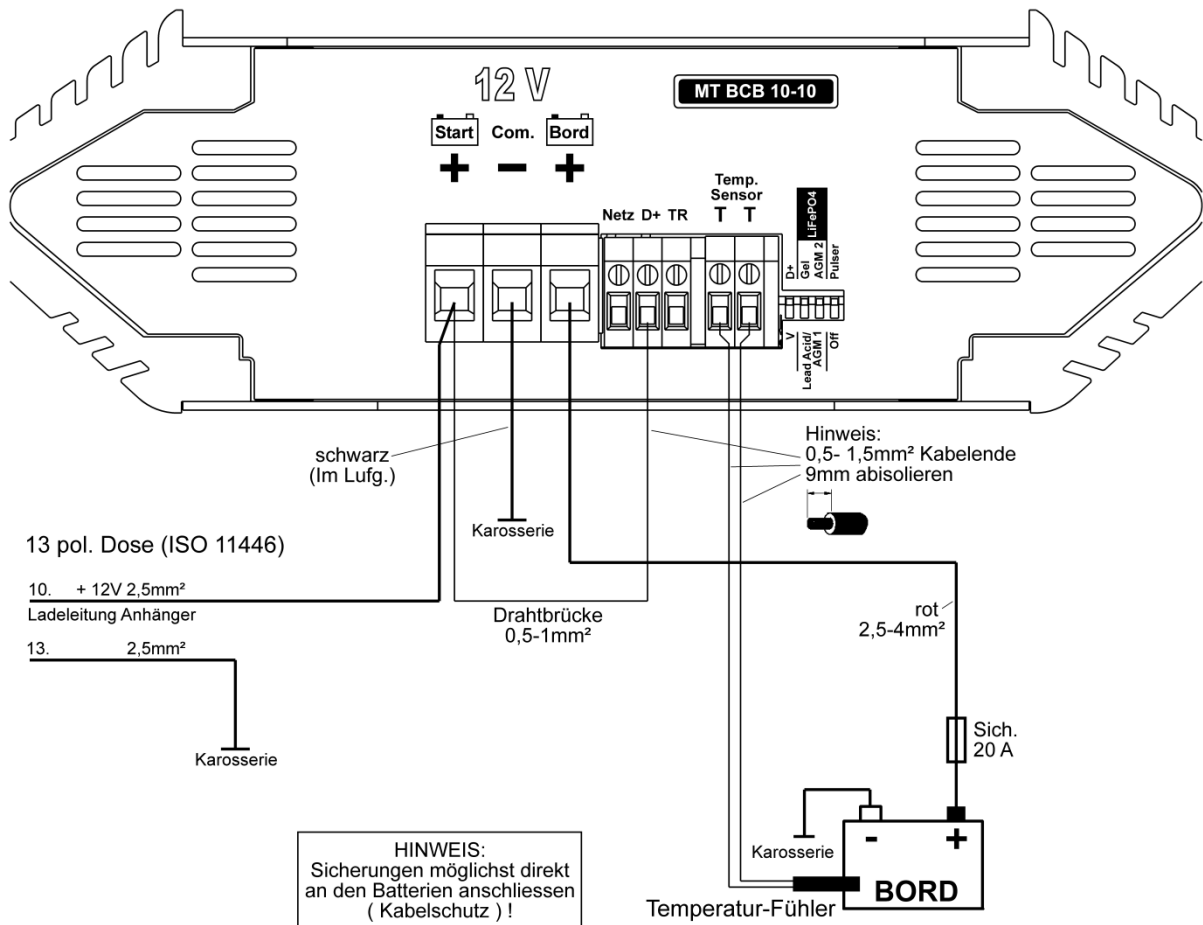 12 V
MT BCB 10-10
Start Com. Bord
+ − +
Temp.
Sensor
Netz D+ TR T T
D+
Gel
AGM 2
LiFePO4
Pulser
V
Lead Acid/
AGM 1
Off
schwarz
(Im Lufg.)
Karosserie
Hinweis:
0,5- 1,5mm² Kabelende
9mm abisolieren
13 pol. Dose (ISO 11446)
10. + 12V 2,5mm²
Ladeleitung Anhänger
13. 2,5mm²
Karosserie
Drahtbrücke
0,5-1mm²
rot
2,5-4mm²
Sich.
20 A
Karosserie
- +
BORD
Temperatur-Fühler
HINWEIS:
Sicherungen möglichst direkt
an den Batterien anschliessen
( Kabelschutz ) !